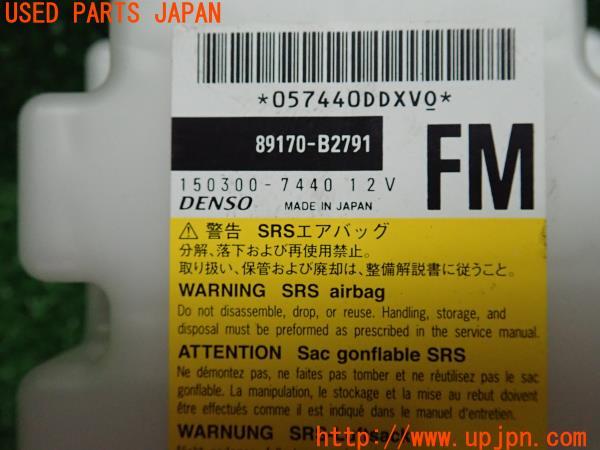 USED PARTS JAPAN
*057440DDXV0*
89170-B2791
FM
150300-7440 12V
DENSO MADE IN JAPAN
⚠ 警告 SRSエアバッグ
分解、落下および再使用禁止。
取り扱い、保管および廃却は、整備解説書に従うこと。
WARNING SRS airbag
Do not disassemble, drop, or reuse. Handling, storage, and
disposal must be performed as prescribed in the service manual.
ATTENTION Sac gonflable SRS
Ne démontez pas, ne faites pas tomber et ne réutilisez pas le sac
gonflable. La manipulation, le stockage et la mise au rebut doivent
être effectués comme il est indiqué dans le manuel d'entretien.
WARNUNG SRS
http://www.upjpn.com/